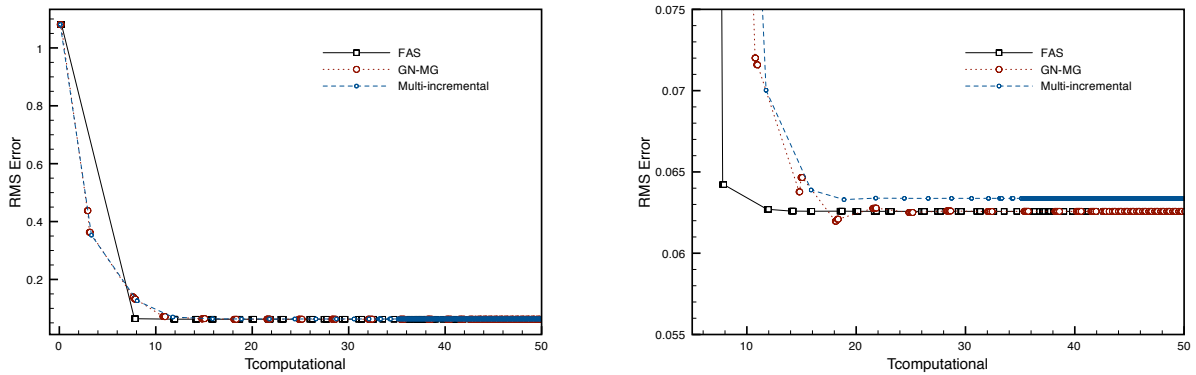 RMS Error
1
0.8
0.6
0.4
0.2
0 10 20 30 40 50
Tcomputational
FAS
GN-MG
Multi-incremental
RMS Error
0.075
0.07
0.065
0.06
0.055
10 20 30 40 50
Tcomputational
FAS
GN-MG
Multi-incremental